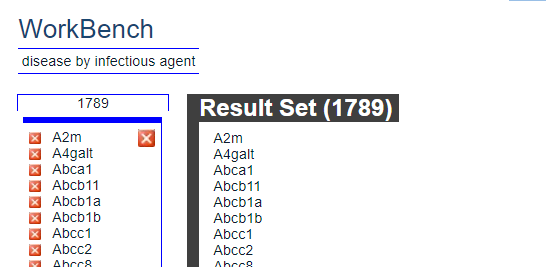 WorkBench
disease by infectious agent
1789
A2m
A4galt
Abca1
Abcb11
Abcb1a
Abcb1b
Abcc1
Abcc2
Abcc8
Result Set (1789)
A2m
A4galt
Abca1
Abcb11
Abcb1a
Abcb1b
Abcc1
Abcc2
Abcc8